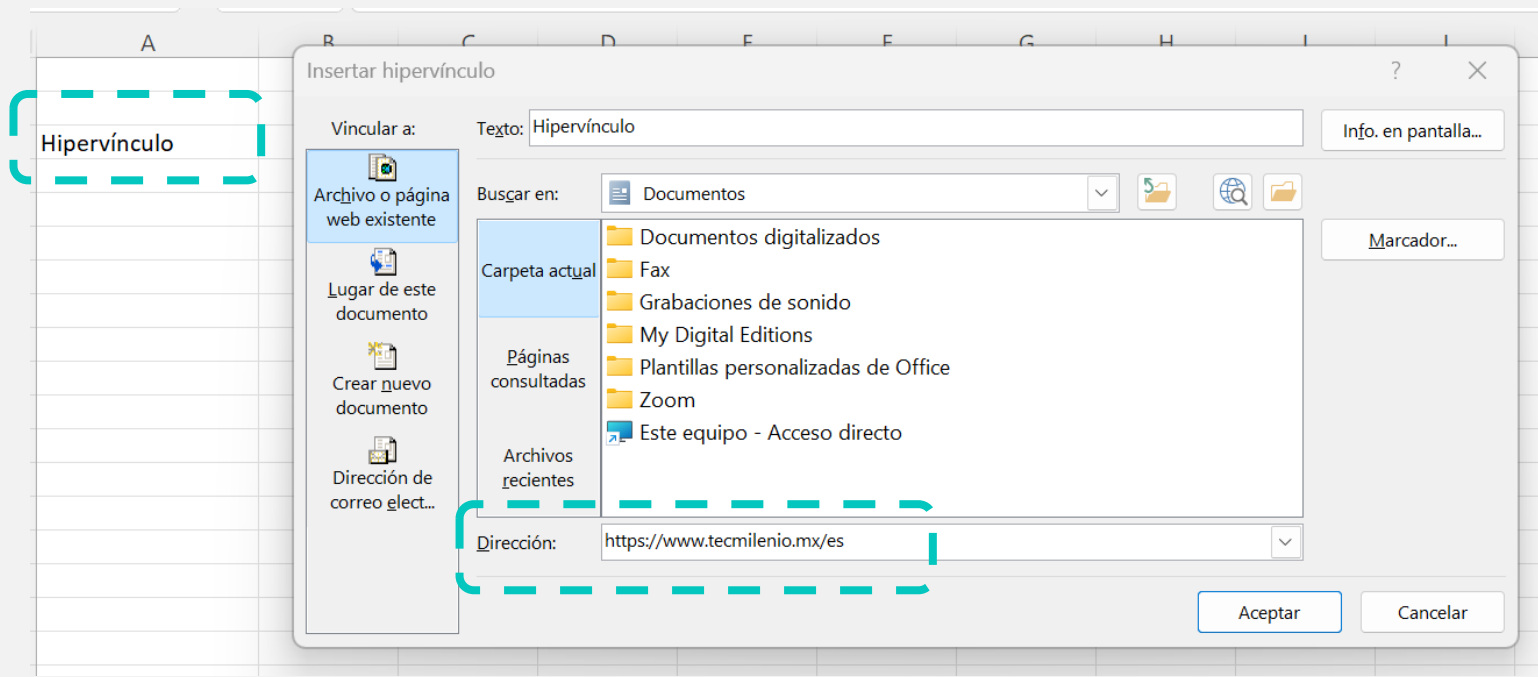 A B C D E F G H I J
Insertar hipervínculo ?
Hipervínculo
Vincular a:
Texto: Hipervínculo
Info. en pantalla...
Archivo o página
web existente
Buscar en: Documentos
Marcador...
Lugar de este
documento
Crear nuevo
documento
Dirección de
correo elect...
Carpeta actual
Páginas
consultadas
Archivos
recientes
Documentos digitalizados
Fax
Grabaciones de sonido
My Digital Editions
Plantillas personalizadas de Office
Zoom
Este equipo - Acceso directo
Dirección: https://www.tecmilenio.mx/es
Aceptar Cancelar